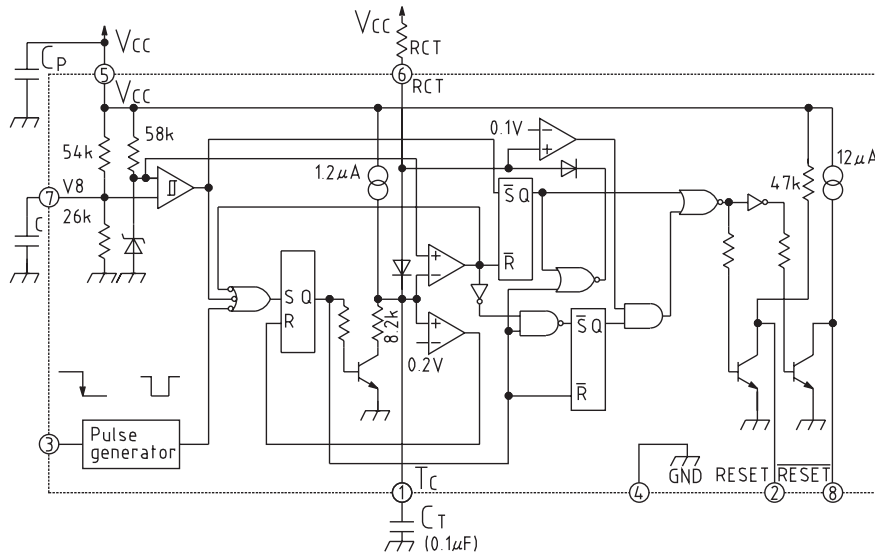 VCC
VCC
RCT
CP
5
VCC
6
RCT
58k
54k
0.1V
1.2μA
47k
12μA
7
V8
C
26k
S Q
R
S Q
R
8.2k
0.2V
S Q
R
S Q
R
3
Pulse
generator
TC
GND
RESET
RESET
1
4
2
8
CT
(0.1μF)